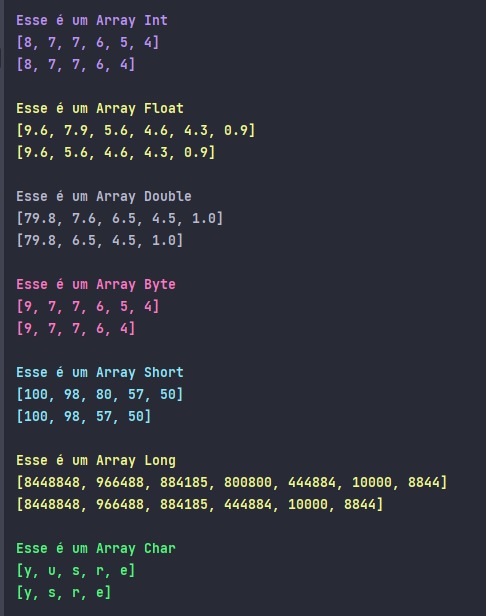 Esse é um Array Int
[8, 7, 7, 6, 5, 4]
[8, 7, 7, 6, 4]
Esse é um Array Float
[9.6, 7.9, 5.6, 4.6, 4.3, 0.9]
[9.6, 5.6, 4.6, 4.3, 0.9]
Esse é um Array Double
[79.8, 7.6, 6.5, 4.5, 1.0]
[79.8, 6.5, 4.5, 1.0]
Esse é um Array Byte
[9, 7, 7, 6, 5, 4]
[9, 7, 7, 6, 4]
Esse é um Array Short
[100, 98, 80, 57, 50]
[100, 98, 57, 50]
Esse é um Array Long
[8448848, 966488, 884185, 800800, 444884, 10000, 8844]
[8448848, 966488, 884185, 444884, 10000, 8844]
Esse é um Array Char
[y, u, s, r, e]
[y, s, r, e]